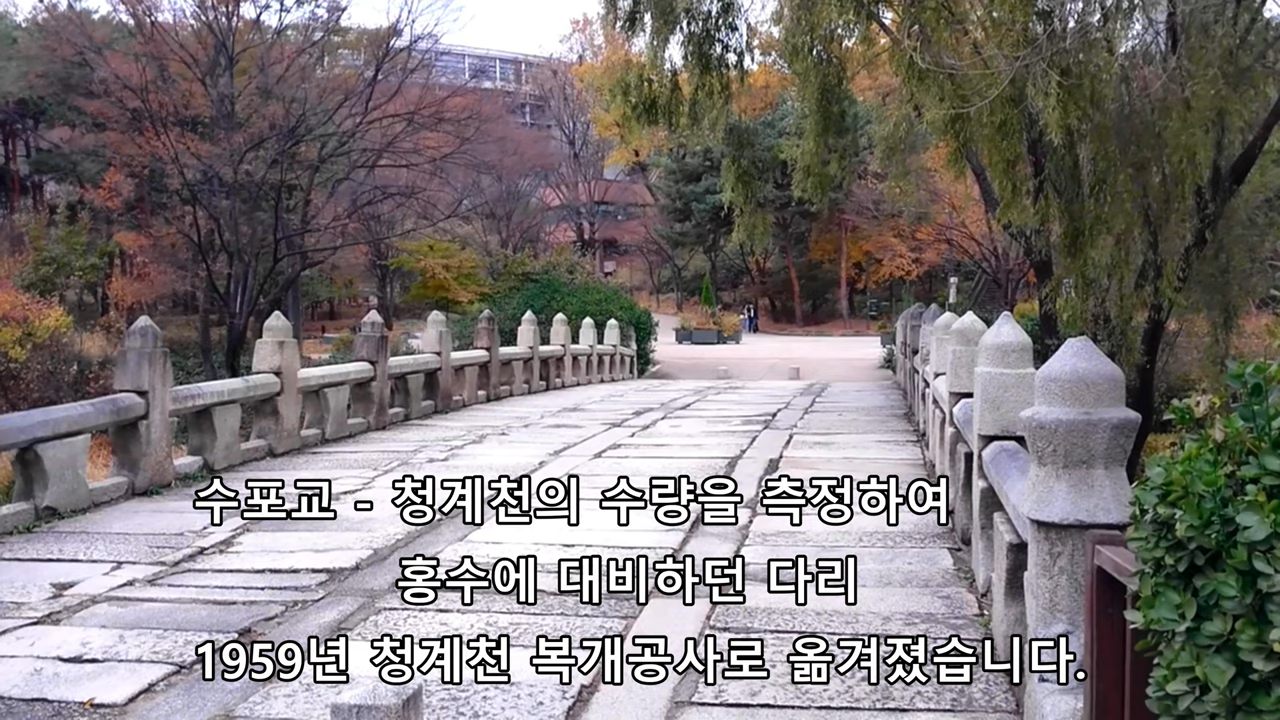 수표교 - 청계천의 수량을 측정하여
홍수에 대비하던 다리
1959년 청계천 복개공사로 옮겨졌습니다.